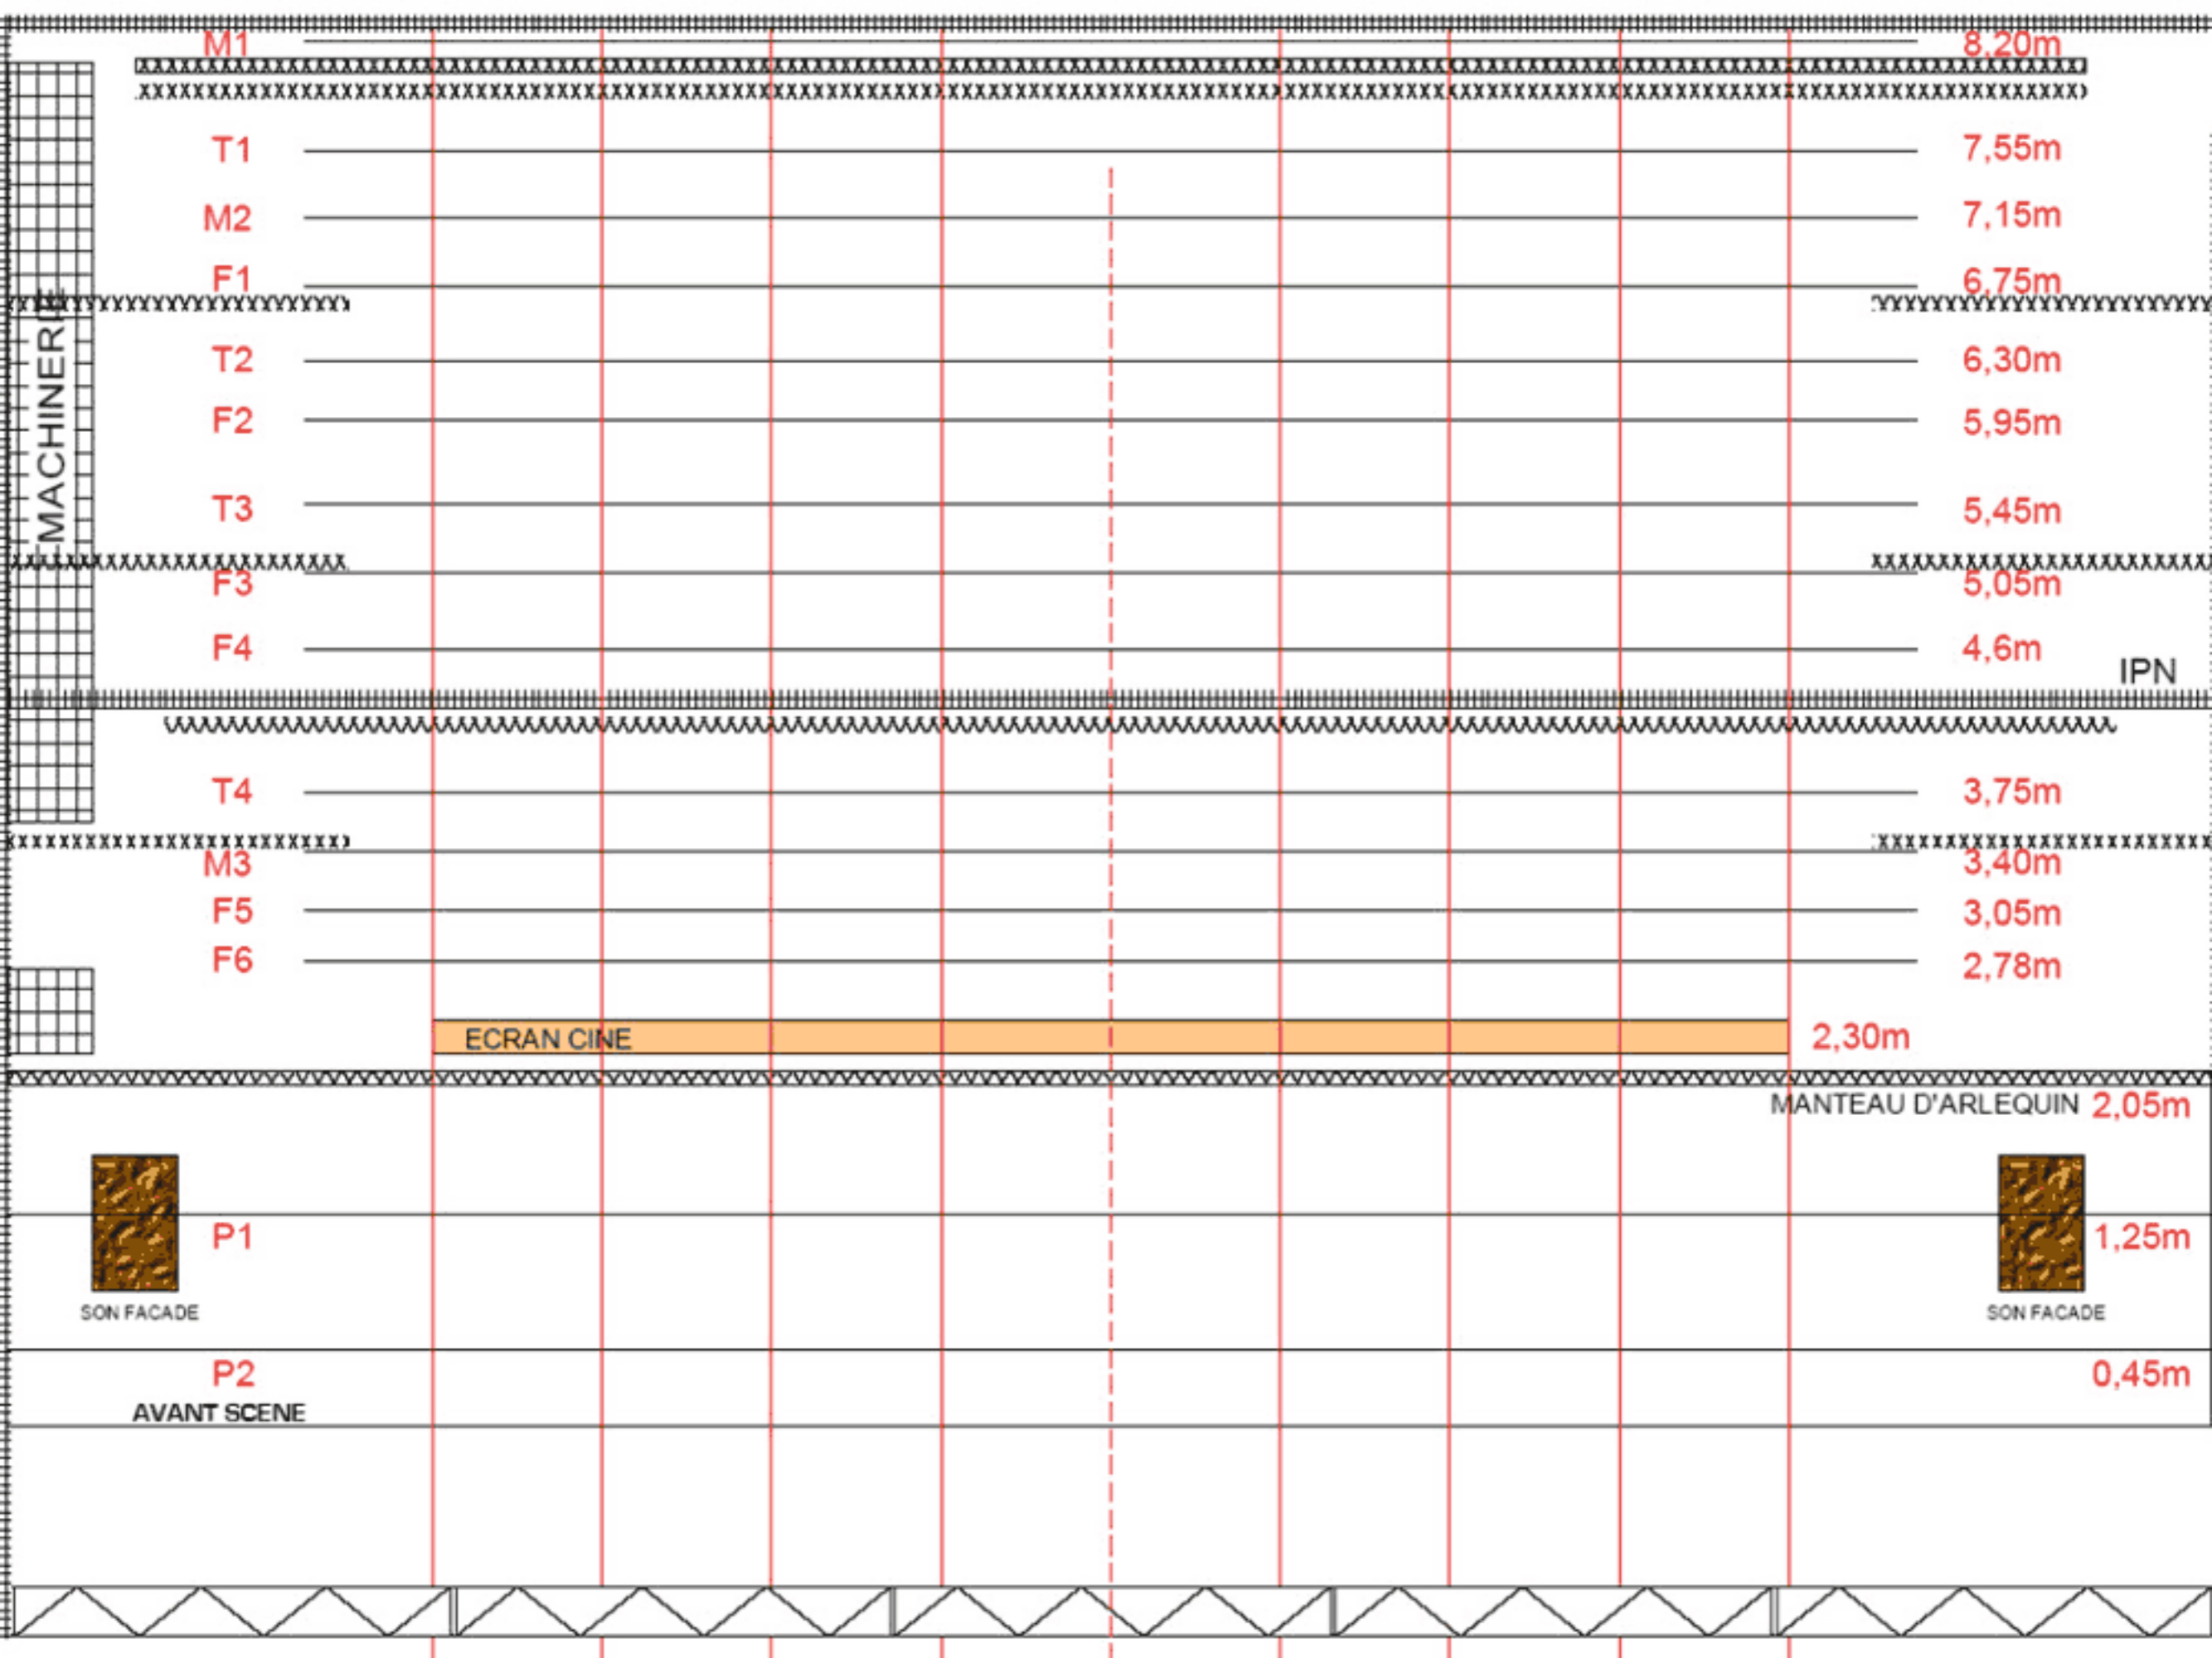 M1 8,20m
T1 7,55m
M2 7,15m
F1 6,75m
MACHINERIE
T2 6,30m
F2 5,95m
T3 5,45m
F3 5,05m
F4 4,6m
IPN
T4 3,75m
M3 3,40m
F5 3,05m
F6 2,78m
ECRAN CINE 2,30m
MANTEAU D'ARLEQUIN 2,05m
P1 1,25m
SON FACADE SON FACADE
P2 0,45m
AVANT SCENE